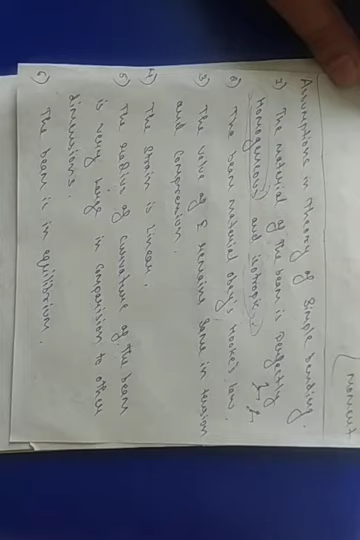 moment
Assumptions in theory of Simple bending.
1) The material of the beam is perfectly
Homogeneous and isotropic.
2) The beam material obey's Hooke's law.
3) The value of E remains same in tension
and compression.
4) The strain is linear.
5) The radius of curvature of the beam
is very large in comparision to other
dimensions.
6) The beam is in equilibrium.